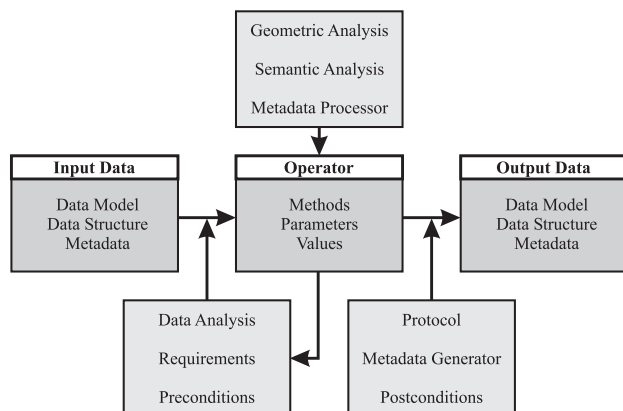 Geometric Analysis
Semantic Analysis
Metadata Processor
Input Data
Data Model
Data Structure
Metadata
Operator
Methods
Parameters
Values
Output Data
Data Model
Data Structure
Metadata
Data Analysis
Requirements
Preconditions
Protocol
Metadata Generator
Postconditions